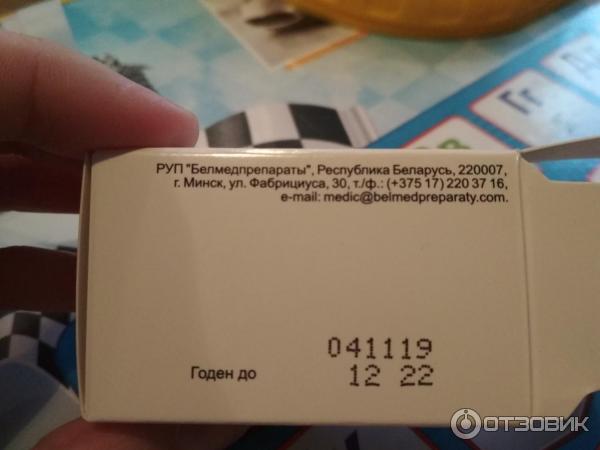 РУП "Белмедпрепараты", Республика Беларусь, 220007,
г. Минск, ул. Фабрициуса, 30, т./ф.: (+375 17) 220 37 16,
e-mail: medic@belmedpreparaty.com.
041119
Годен до 12 22
Гг
ОТЗОВИК